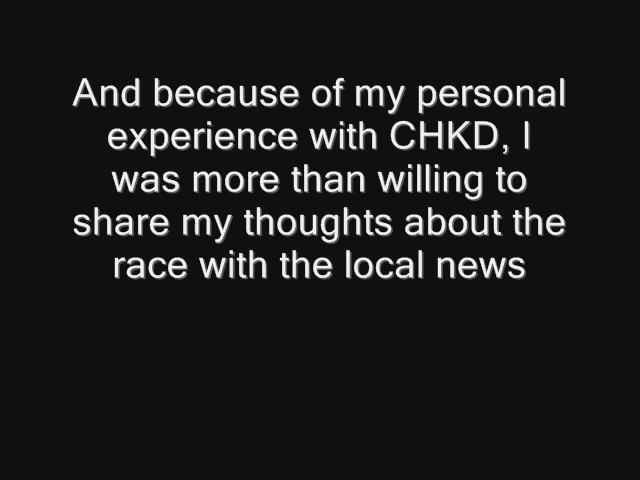 And because of my personal
experience with CHKD, I
was more than willing to
share my thoughts about the
race with the local news